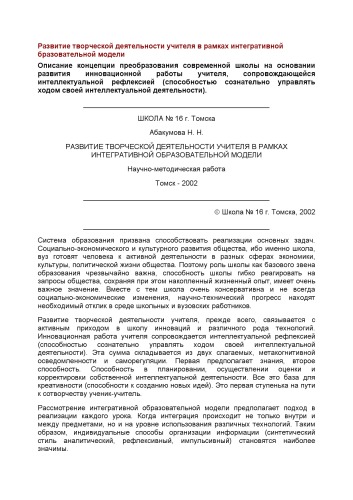 Развитие творческой деятельности учителя в рамках интегративной
бразовательной модели
Описание концепции преобразования современной школы на основании
развития инновационной работы учителя, сопровождающейся
интеллектуальной рефлексией (способностью сознательно управлять
ходом своей интеллектуальной деятельности).
ШКОЛА № 16 г. Томска
Абакумова Н. Н.
РАЗВИТИЕ ТВОРЧЕСКОЙ ДЕЯТЕЛЬНОСТИ УЧИТЕЛЯ В РАМКАХ
ИНТЕГРАТИВНОЙ ОБРАЗОВАТЕЛЬНОЙ МОДЕЛИ
Научно-методическая работа
Томск - 2002
© Школа № 16 г. Томска, 2002
Система образования призвана способствовать реализации основных задач.
Социально-экономического и культурного развития общества, ибо именно школа,
вуз готовят человека к активной деятельности в разных сферах экономики,
культуры, политической жизни общества. Поэтому роль школы как базового звена
образования чрезвычайно важна, способность школы гибко реагировать на
запросы общества, сохраняя при этом накопленный жизненный опыт, имеет очень
важное значение. Вместе с тем школа очень консервативна и не всегда
социально-экономические изменения, научно-технический прогресс находят
необходимый отклик в среде школьных и вузовских работников.
Развитие творческой деятельности учителя, прежде всего, связывается с
активным приходом в школу инноваций и различного рода технологий.
Инновационная работа учителя сопровождается интеллектуальной рефлексией
(способностью сознательно управлять ходом своей интеллектуальной
деятельности). Эта сумма складывается из двух слагаемых, метакогнитивной
осведомленности и саморегуляции. Первая предполагает знания, второе
способность. Способность в планировании, осуществлении оценки и
корректировки собственной интеллектуальной деятельности. Все это база для
креативности (способности к созданию новых идей). Это первая ступенька на пути
к сотворчеству ученик-учитель.
Рассмотрение интегративной образовательной модели предполагает подход в
реализации каждого урока. Когда интеграция происходит не только внутри и
между предметами, но и на уровне использования различных технологий. Таким
образом, индивидуальные способы организации информации (синтетический
стиль аналитический, рефлексивный, импульсивный) становятся наиболее
значимы.